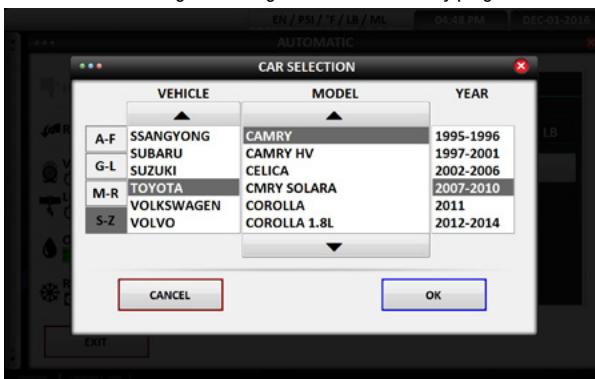 EN / PSI / °F / LB / ML 04:48 PM DEC-01-2016
AUTOMATIC
CAR SELECTION
VEHICLE MODEL YEAR
A-F
G-L
M-R
S-Z
SSANGYONG
SUBARU
SUZUKI
TOYOTA
VOLKSWAGEN
VOLVO
CAMRY
CAMRY HV
CELICA
CMRY SOLARA
COROLLA
COROLLA 1.8L
1995-1996
1997-2001
2002-2006
2007-2010
2011
2012-2014
LB
CANCEL OK
EXIT